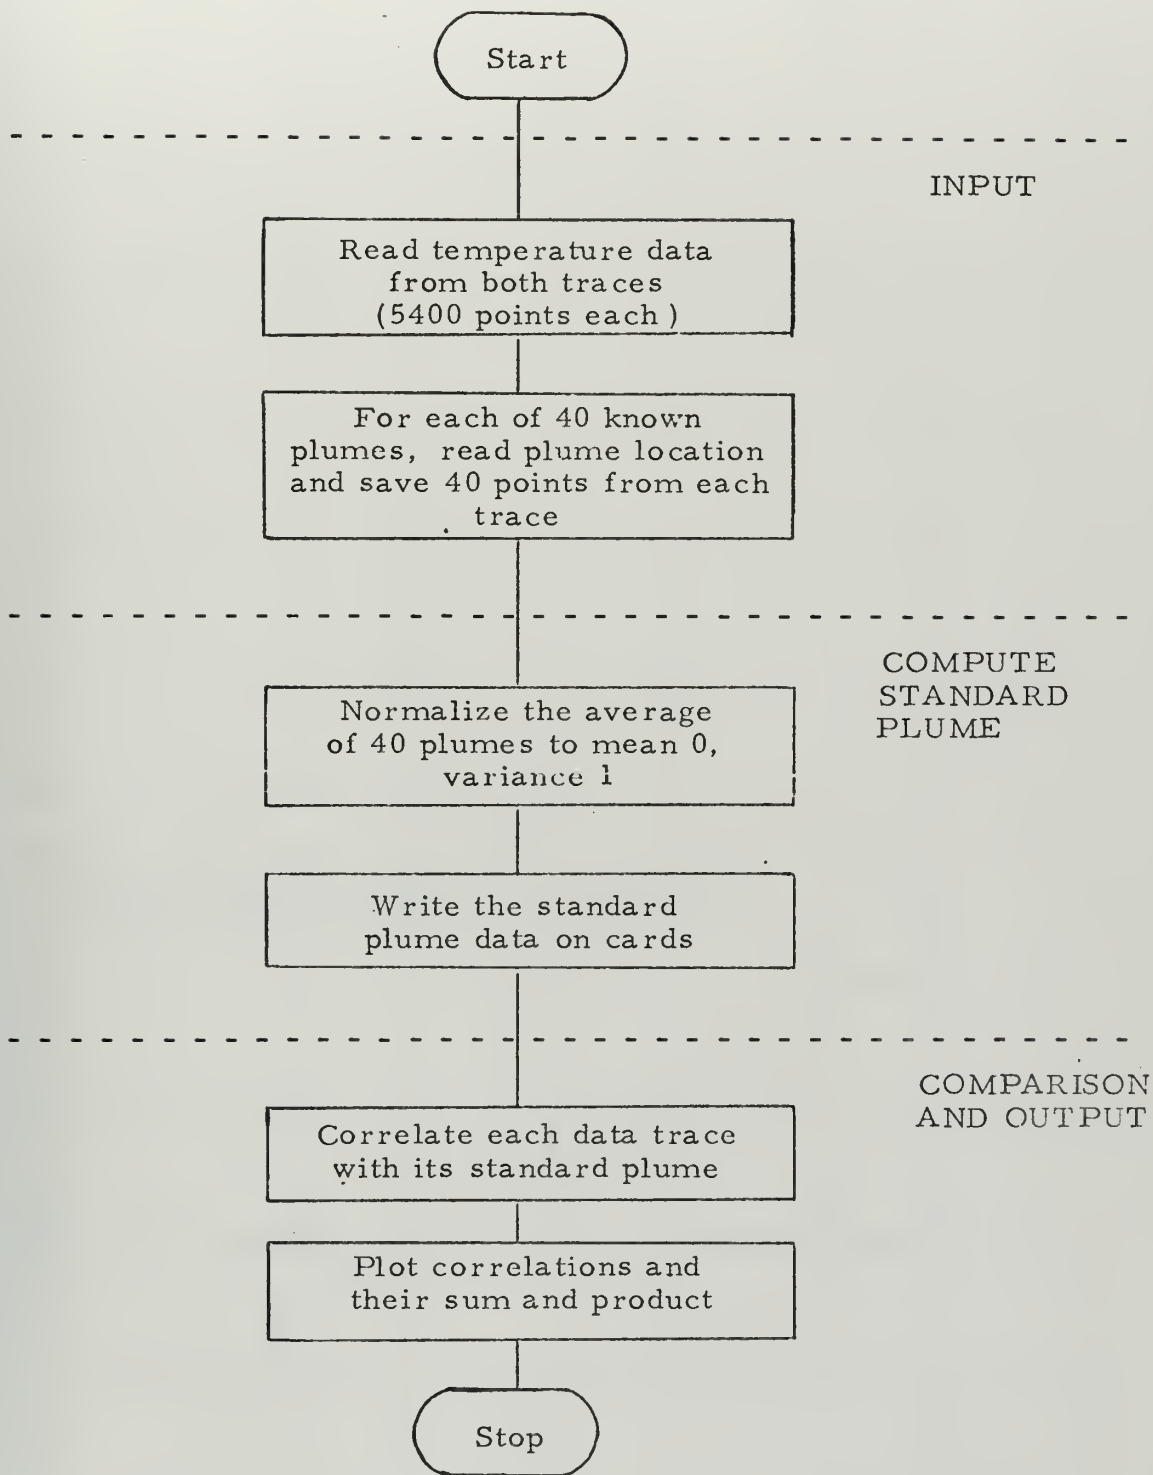 Start
INPUT
Read temperature data
from both traces
(5400 points each )
For each of 40 known
plumes, read plume location
and save 40 points from each
trace
COMPUTE
STANDARD
PLUME
Normalize the average
of 40 plumes to mean 0,
variance 1
Write the standard
plume data on cards
COMPARISON
AND OUTPUT
Correlate each data trace
with its standard plume
Plot correlations and
their sum and product
Stop